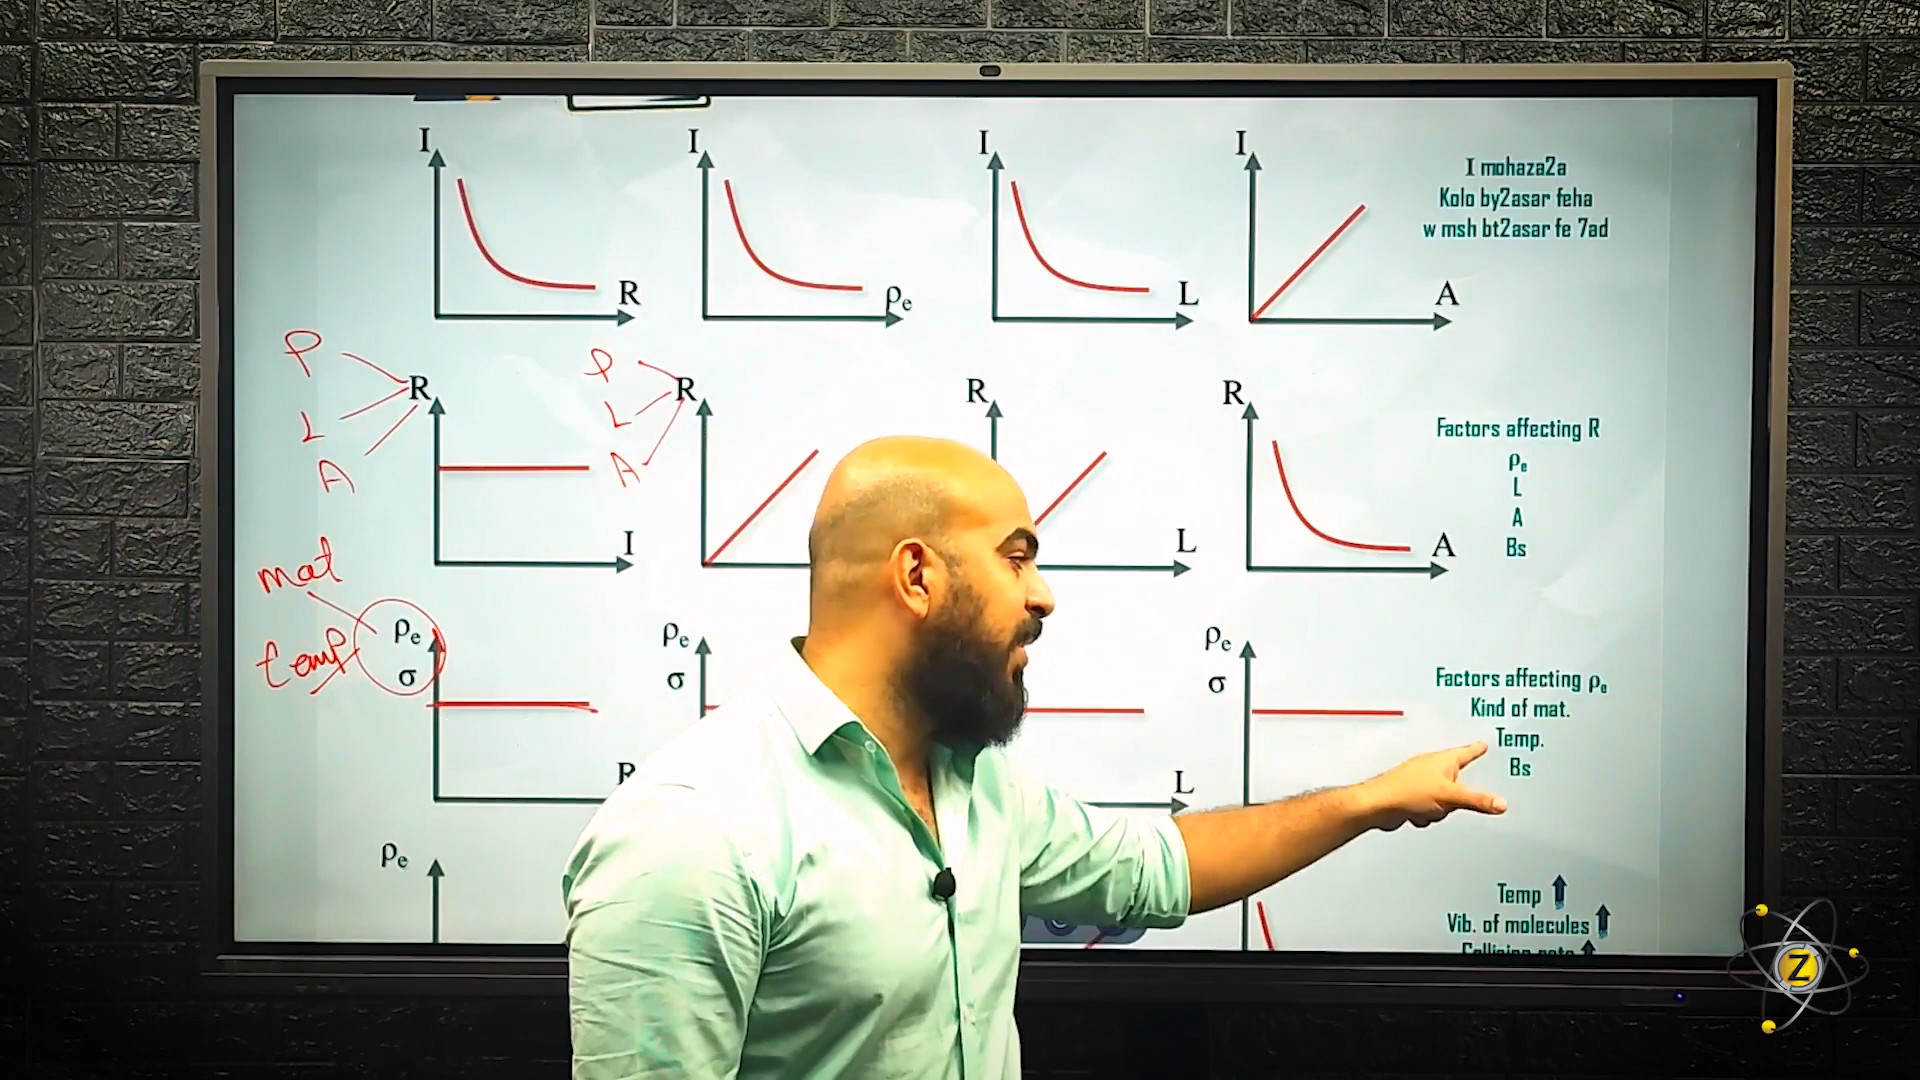 I
R
I
ρe
I
L
I
A
I mohaza2a
Kolo by2asar feha
w msh bt2asar fe 7ad
P
L
A
R
I
P
L
A
R
R
L
R
A
Factors affecting R
ρe
L
A
Bs
mat
temp
ρe
σ
R
ρe
σ
L
ρe
σ
Factors affecting ρe
Kind of mat.
Temp.
Bs
ρe
Temp
Vib. of molecules
Z